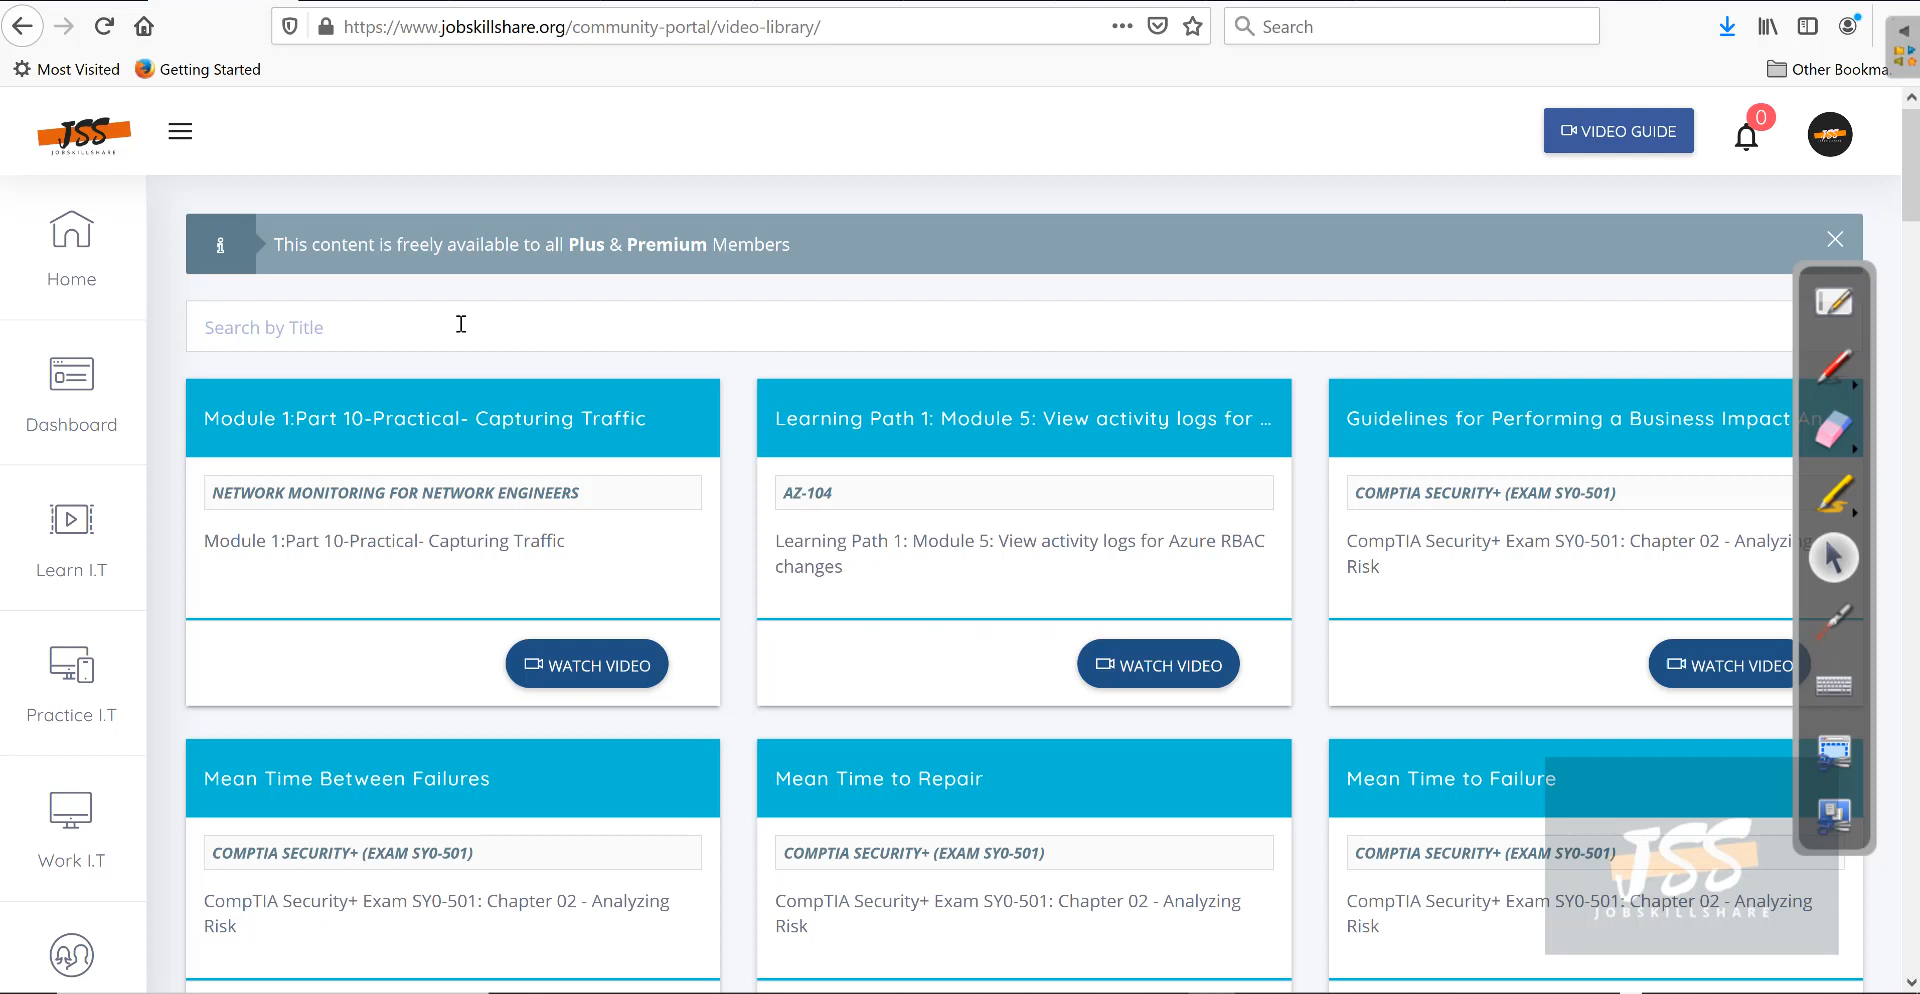 https://www.jobskillshare.org/community-portal/video-library/
Search
Most Visited
Getting Started
Other Bookma
JSS
JOBSKILLSHARE
VIDEO GUIDE
0
JSS
This content is freely available to all Plus & Premium Members
Search by Title
Home
Dashboard
Learn I.T
Practice I.T
Work I.T
Module 1:Part 10-Practical- Capturing Traffic
NETWORK MONITORING FOR NETWORK ENGINEERS
Module 1:Part 10-Practical- Capturing Traffic
WATCH VIDEO
Learning Path 1: Module 5: View activity logs for ...
AZ-104
Learning Path 1: Module 5: View activity logs for Azure RBAC
changes
WATCH VIDEO
Guidelines for Performing a Business Impact An
COMPTIA SECURITY+ (EXAM SY0-501)
CompTIA Security+ Exam SY0-501: Chapter 02 - Analyzing
Risk
WATCH VIDEO
Mean Time Between Failures
COMPTIA SECURITY+ (EXAM SY0-501)
CompTIA Security+ Exam SY0-501: Chapter 02 - Analyzing
Risk
Mean Time to Repair
COMPTIA SECURITY+ (EXAM SY0-501)
CompTIA Security+ Exam SY0-501: Chapter 02 - Analyzing
Risk
Mean Time to Failure
COMPTIA SECURITY+ (EXAM SY0-501)
CompTIA Security+ Exam SY0-501: Chapter 02 - Analyzing
Risk
JSS
JOBSKILLSHARE